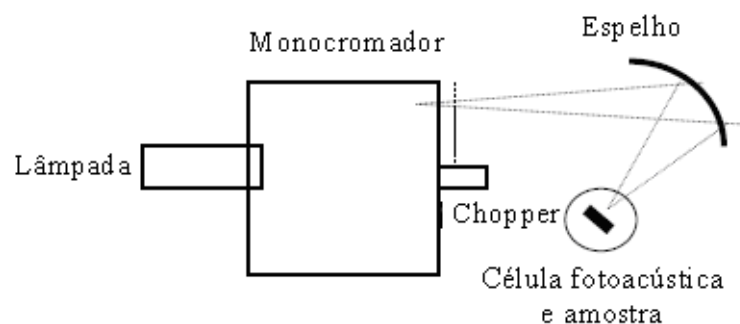 Espelho
Monocromador
Lâmpada
Chopper
Célula fotoacústica
e amostra